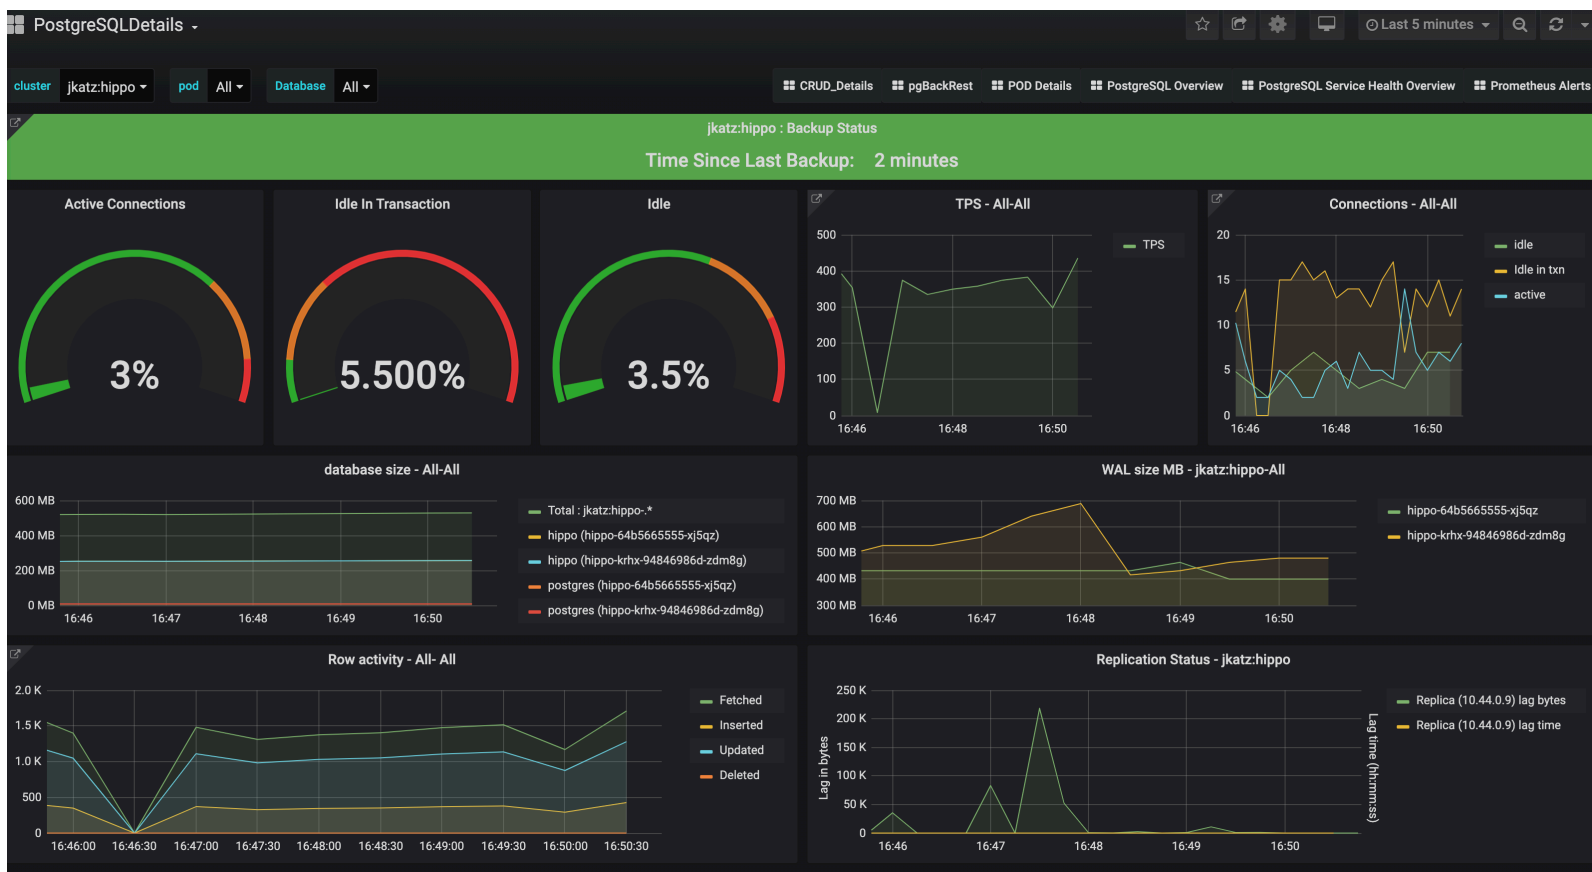 PostgreSQLDetails
Last 5 minutes
cluster jkatz:hippo pod All Database All
CRUD_Details pgBackRest POD Details PostgreSQL Overview PostgreSQL Service Health Overview Prometheus Alerts
jkatz:hippo : Backup Status
Time Since Last Backup: 2 minutes
Active Connections
3%
Idle In Transaction
5.500%
Idle
3.5%
TPS - All-All
500
400
300
200
100
0
16:46 16:48 16:50
TPS
Connections - All-All
20
15
10
5
0
16:46 16:48 16:50
idle
Idle in txn
active
database size - All-All
600 MB
400 MB
200 MB
0 MB
16:46 16:47 16:48 16:49 16:50
Total : jkatz:hippo-.*
hippo (hippo-64b5665555-xj5qz)
hippo (hippo-krhx-94846986d-zdm8g)
postgres (hippo-64b5665555-xj5qz)
postgres (hippo-krhx-94846986d-zdm8g)
WAL size MB - jkatz:hippo-All
700 MB
600 MB
500 MB
400 MB
300 MB
16:46 16:47 16:48 16:49 16:50
hippo-64b5665555-xj5qz
hippo-krhx-94846986d-zdm8g
Row activity - All- All
2.0 K
1.5 K
1.0 K
500
0
16:46:00 16:46:30 16:47:00 16:47:30 16:48:00 16:48:30 16:49:00 16:49:30 16:50:00 16:50:30
Fetched
Inserted
Updated
Deleted
Replication Status - jkatz:hippo
Lag in bytes
250 K
200 K
150 K
100 K
50 K
0
16:46 16:47 16:48 16:49 16:50
Lag time (hh:mm:ss)
Replica (10.44.0.9) lag bytes
Replica (10.44.0.9) lag time